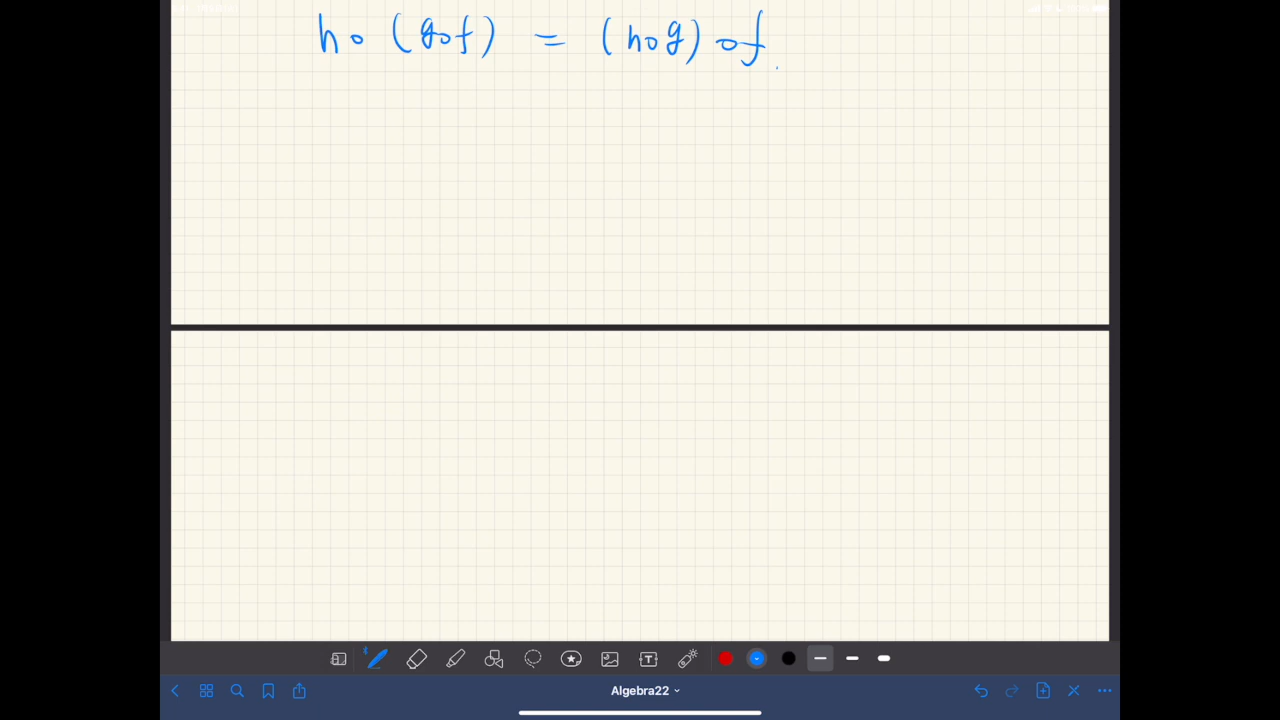 h∘(g∘f) = (h∘g)∘f.
Algebra22